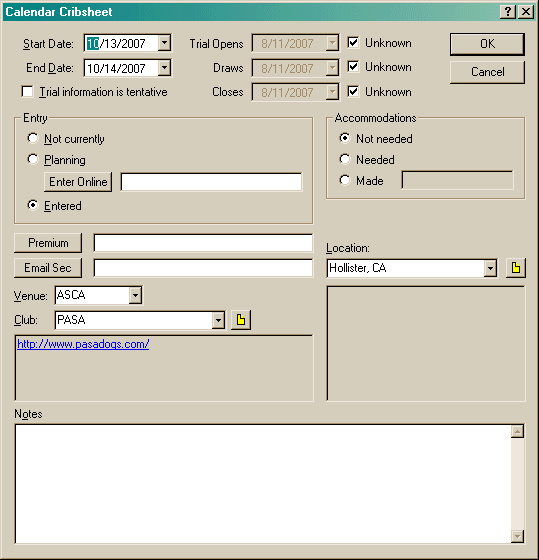 Calendar Cribsheet
Start Date: 10/13/2007 Trial Opens 8/11/2007 Unknown OK
End Date: 10/14/2007 Draws 8/11/2007 Unknown Cancel
Trial information is tentative Closes 8/11/2007 Unknown
Entry Accommodations
Not currently Not needed
Planning Needed
Enter Online Made
Entered
Premium
Location:
Email Sec Hollister, CA
Venue: ASCA
Club: PASA
http://www.pasadogs.com/
Notes